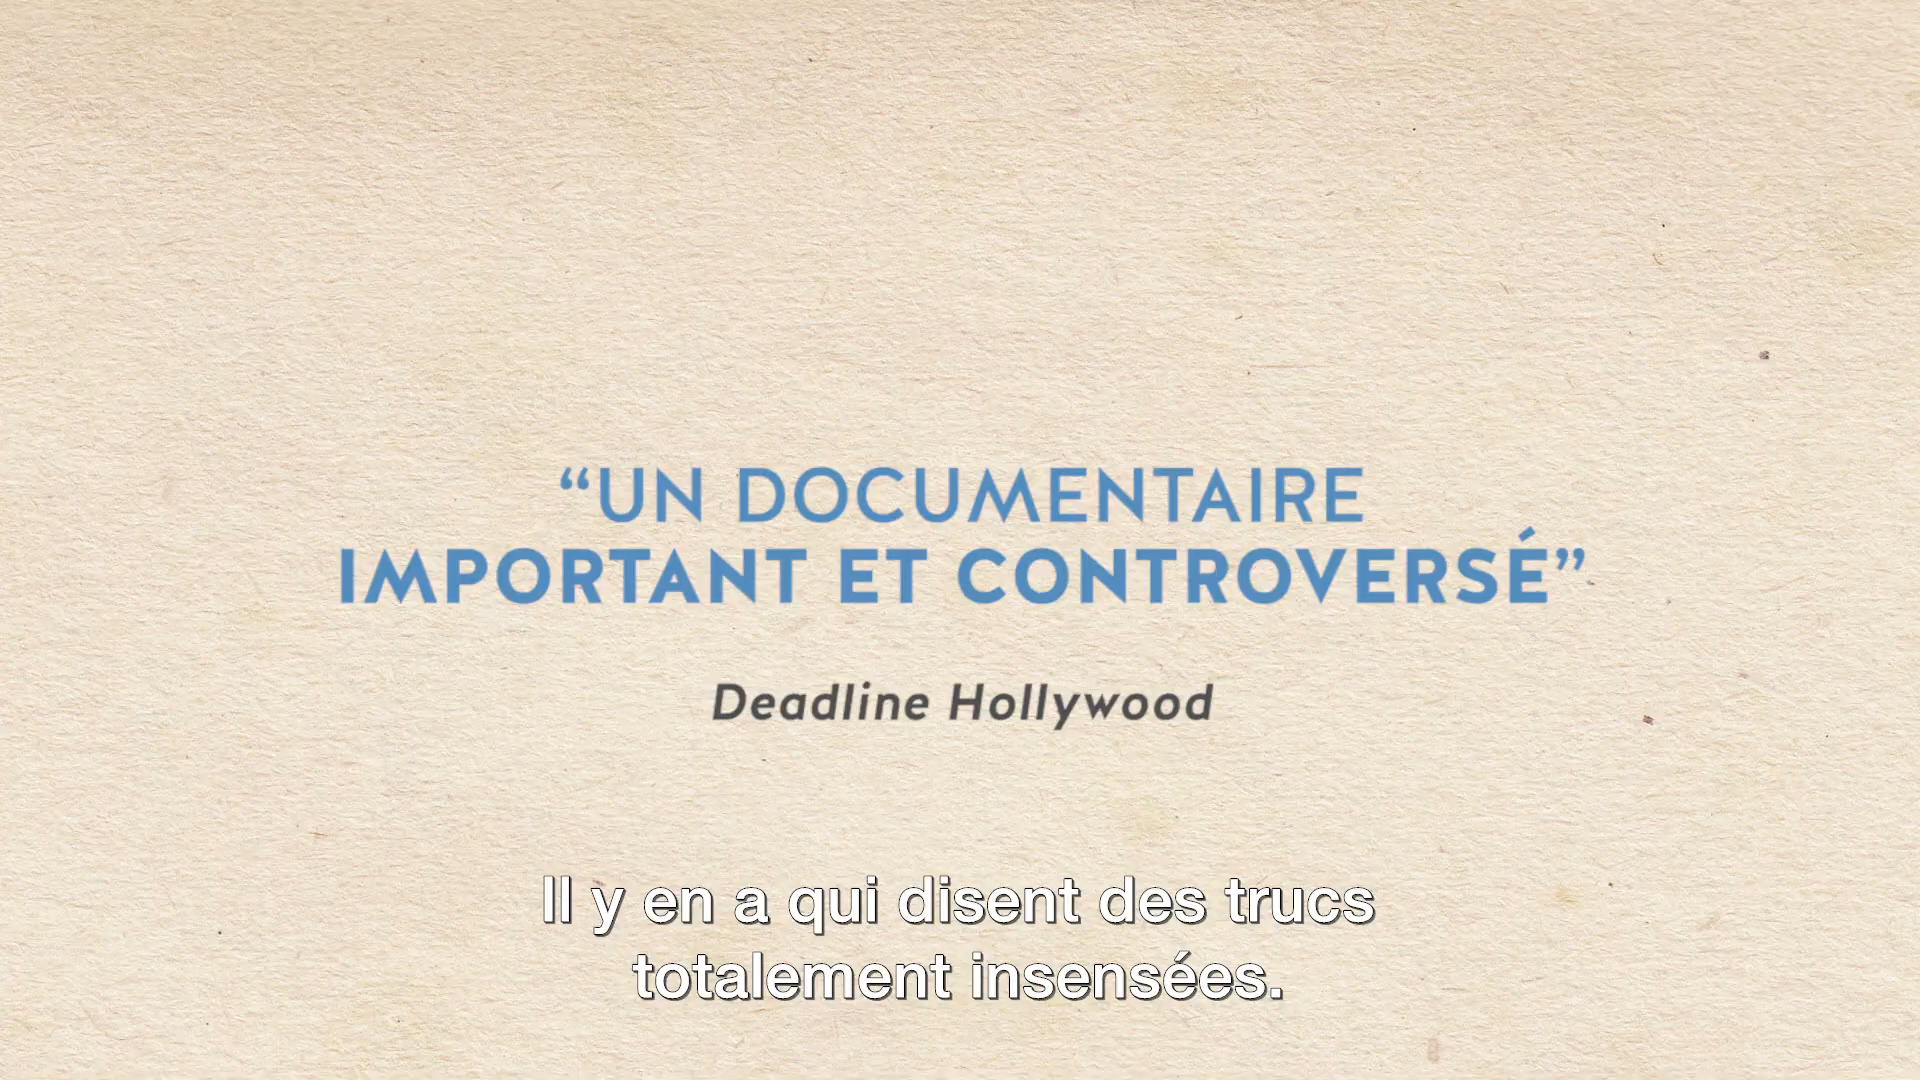 “UN DOCUMENTAIRE
IMPORTANT ET CONTROVERSÉ”
Deadline Hollywood
Il y en a qui disent des trucs
totalement insensées.